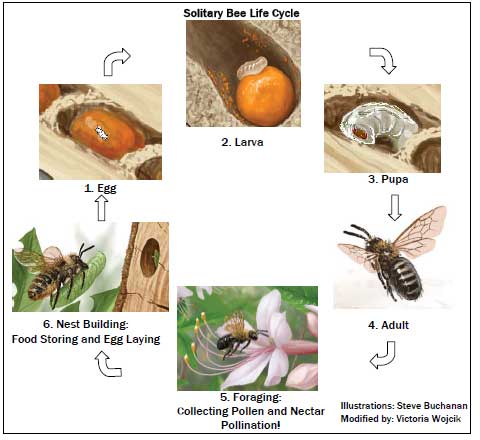 Solitary Bee Life Cycle
1. Egg
2. Larva
3. Pupa
4. Adult
5. Foraging:
Collecting Pollen and Nectar
Pollination!
6. Nest Building:
Food Storing and Egg Laying
Illustrations: Steve Buchanan
Modified by: Victoria Wojcik